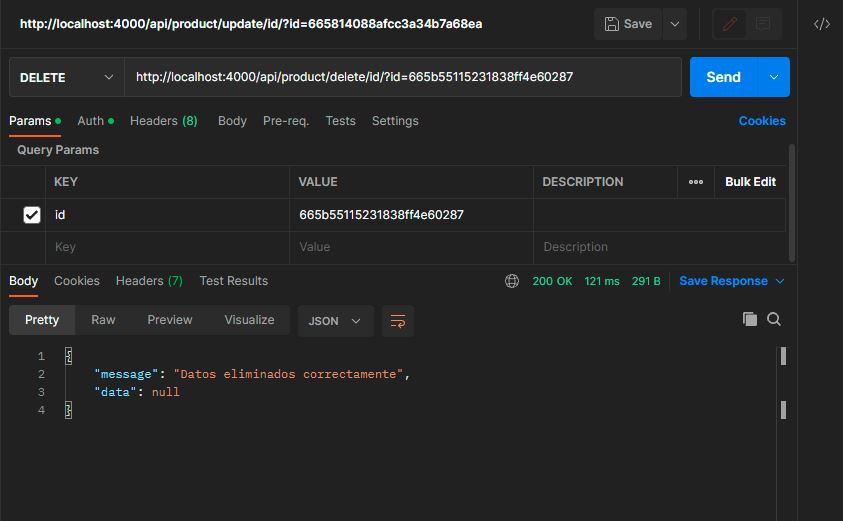 http://localhost:4000/api/product/update/id/?id=665814088afcc3a34b7a68ea Save
DELETE http://localhost:4000/api/product/delete/id/?id=665b55115231838ff4e60287 Send
Params Auth Headers (8) Body Pre-req. Tests Settings Cookies
Query Params
KEY VALUE DESCRIPTION Bulk Edit
id 665b55115231838ff4e60287
Key Value Description
Body Cookies Headers (7) Test Results 200 OK 121 ms 291 B Save Response
Pretty Raw Preview Visualize JSON
1 {
2 "message": "Datos eliminados correctamente",
3 "data": null
4 }